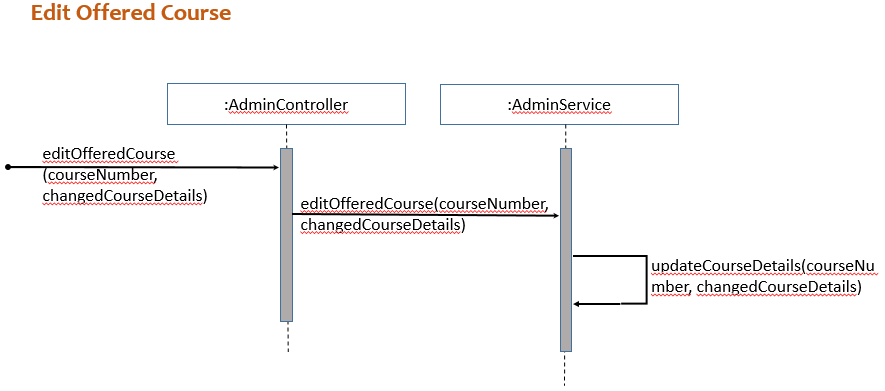 Edit Offered Course
:AdminController
:AdminService
editOfferedCourse
(courseNumber,
changedCourseDetails)
editOfferedCourse(courseNumber,
changedCourseDetails)
updateCourseDetails(courseNu
mber, changedCourseDetails)